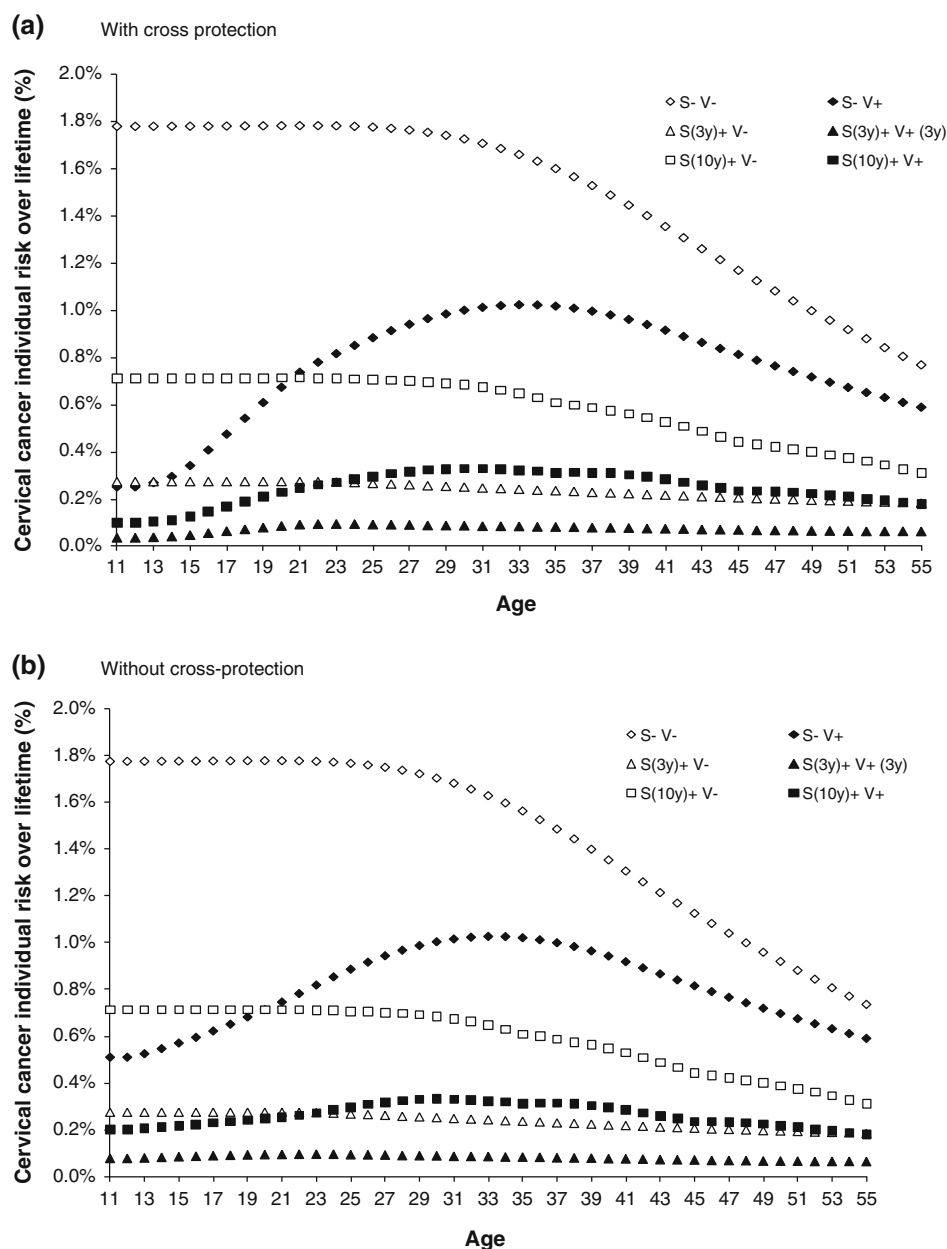 (a) With cross protection
Cervical cancer individual risk over lifetime (%)
2.0%
1.8%
1.6%
1.4%
1.2%
1.0%
0.8%
0.6%
0.4%
0.2%
0.0%
S- V- S- V+
S(3y)+ V- S(3y)+ V+ (3y)
S(10y)+ V- S(10y)+ V+
11 13 15 17 19 21 23 25 27 29 31 33 35 37 39 41 43 45 47 49 51 53 55
Age
(b) Without cross-protection
Cervical cancer individual risk over lifetime (%)
2.0%
1.8%
1.6%
1.4%
1.2%
1.0%
0.8%
0.6%
0.4%
0.2%
0.0%
S- V- S- V+
S(3y)+ V- S(3y)+ V+ (3y)
S(10y)+ V- S(10y)+ V+
11 13 15 17 19 21 23 25 27 29 31 33 35 37 39 41 43 45 47 49 51 53 55
Age